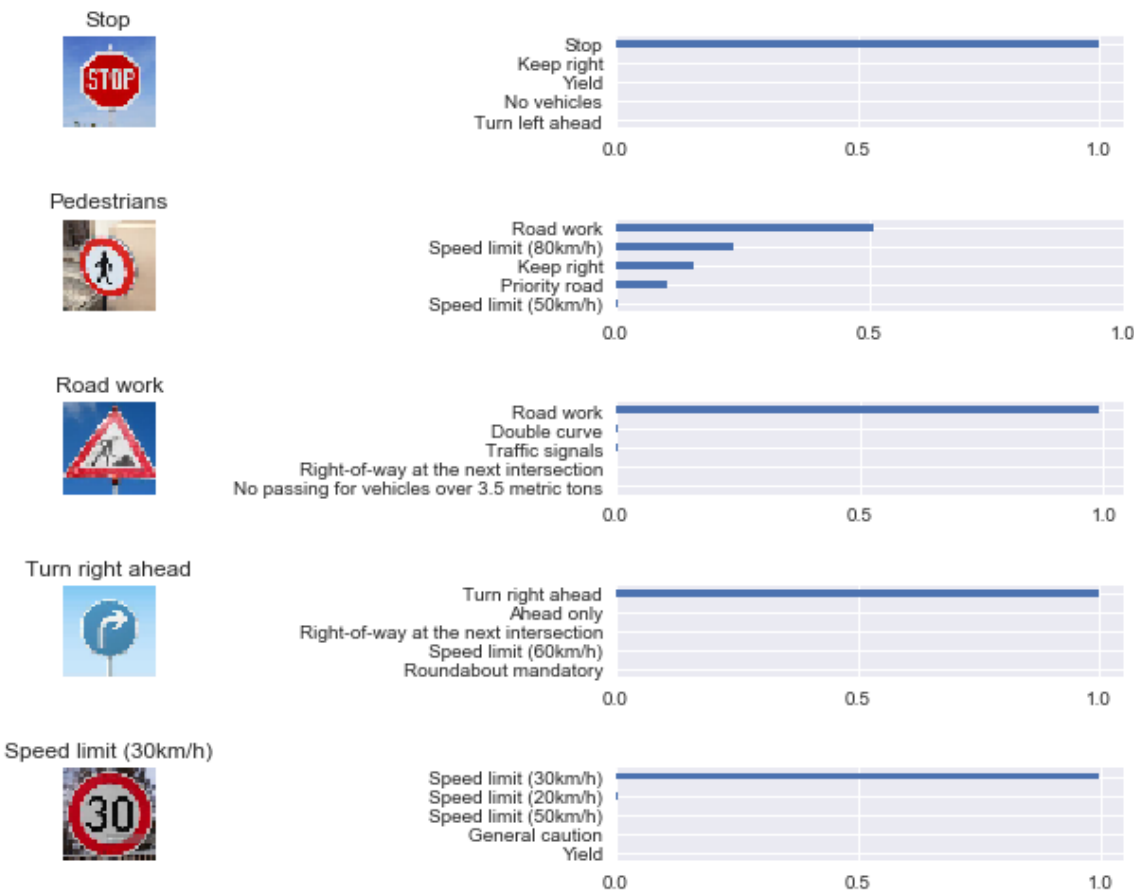 Stop
STOP
Stop
Keep right
Yield
No vehicles
Turn left ahead
0.0 0.5 1.0
Pedestrians
Road work
Speed limit (80km/h)
Keep right
Priority road
Speed limit (50km/h)
0.0 0.5 1.0
Road work
Road work
Double curve
Traffic signals
Right-of-way at the next intersection
No passing for vehicles over 3.5 metric tons
0.0 0.5 1.0
Turn right ahead
Turn right ahead
Ahead only
Right-of-way at the next intersection
Speed limit (60km/h)
Roundabout mandatory
0.0 0.5 1.0
Speed limit (30km/h)
30
Speed limit (30km/h)
Speed limit (20km/h)
Speed limit (50km/h)
General caution
Yield
0.0 0.5 1.0